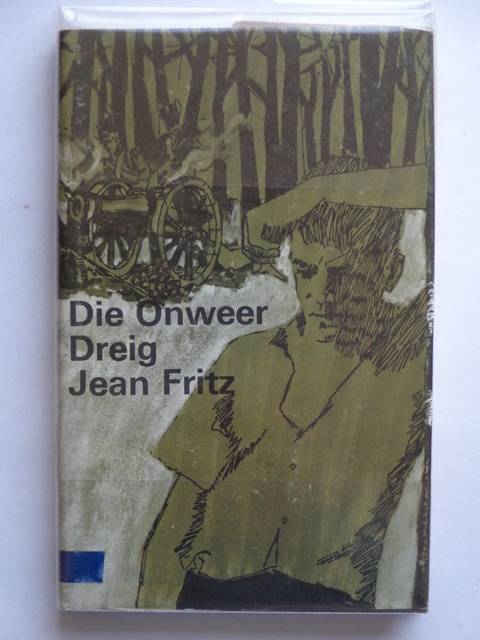 Die Onweer
Dreig
Jean Fritz